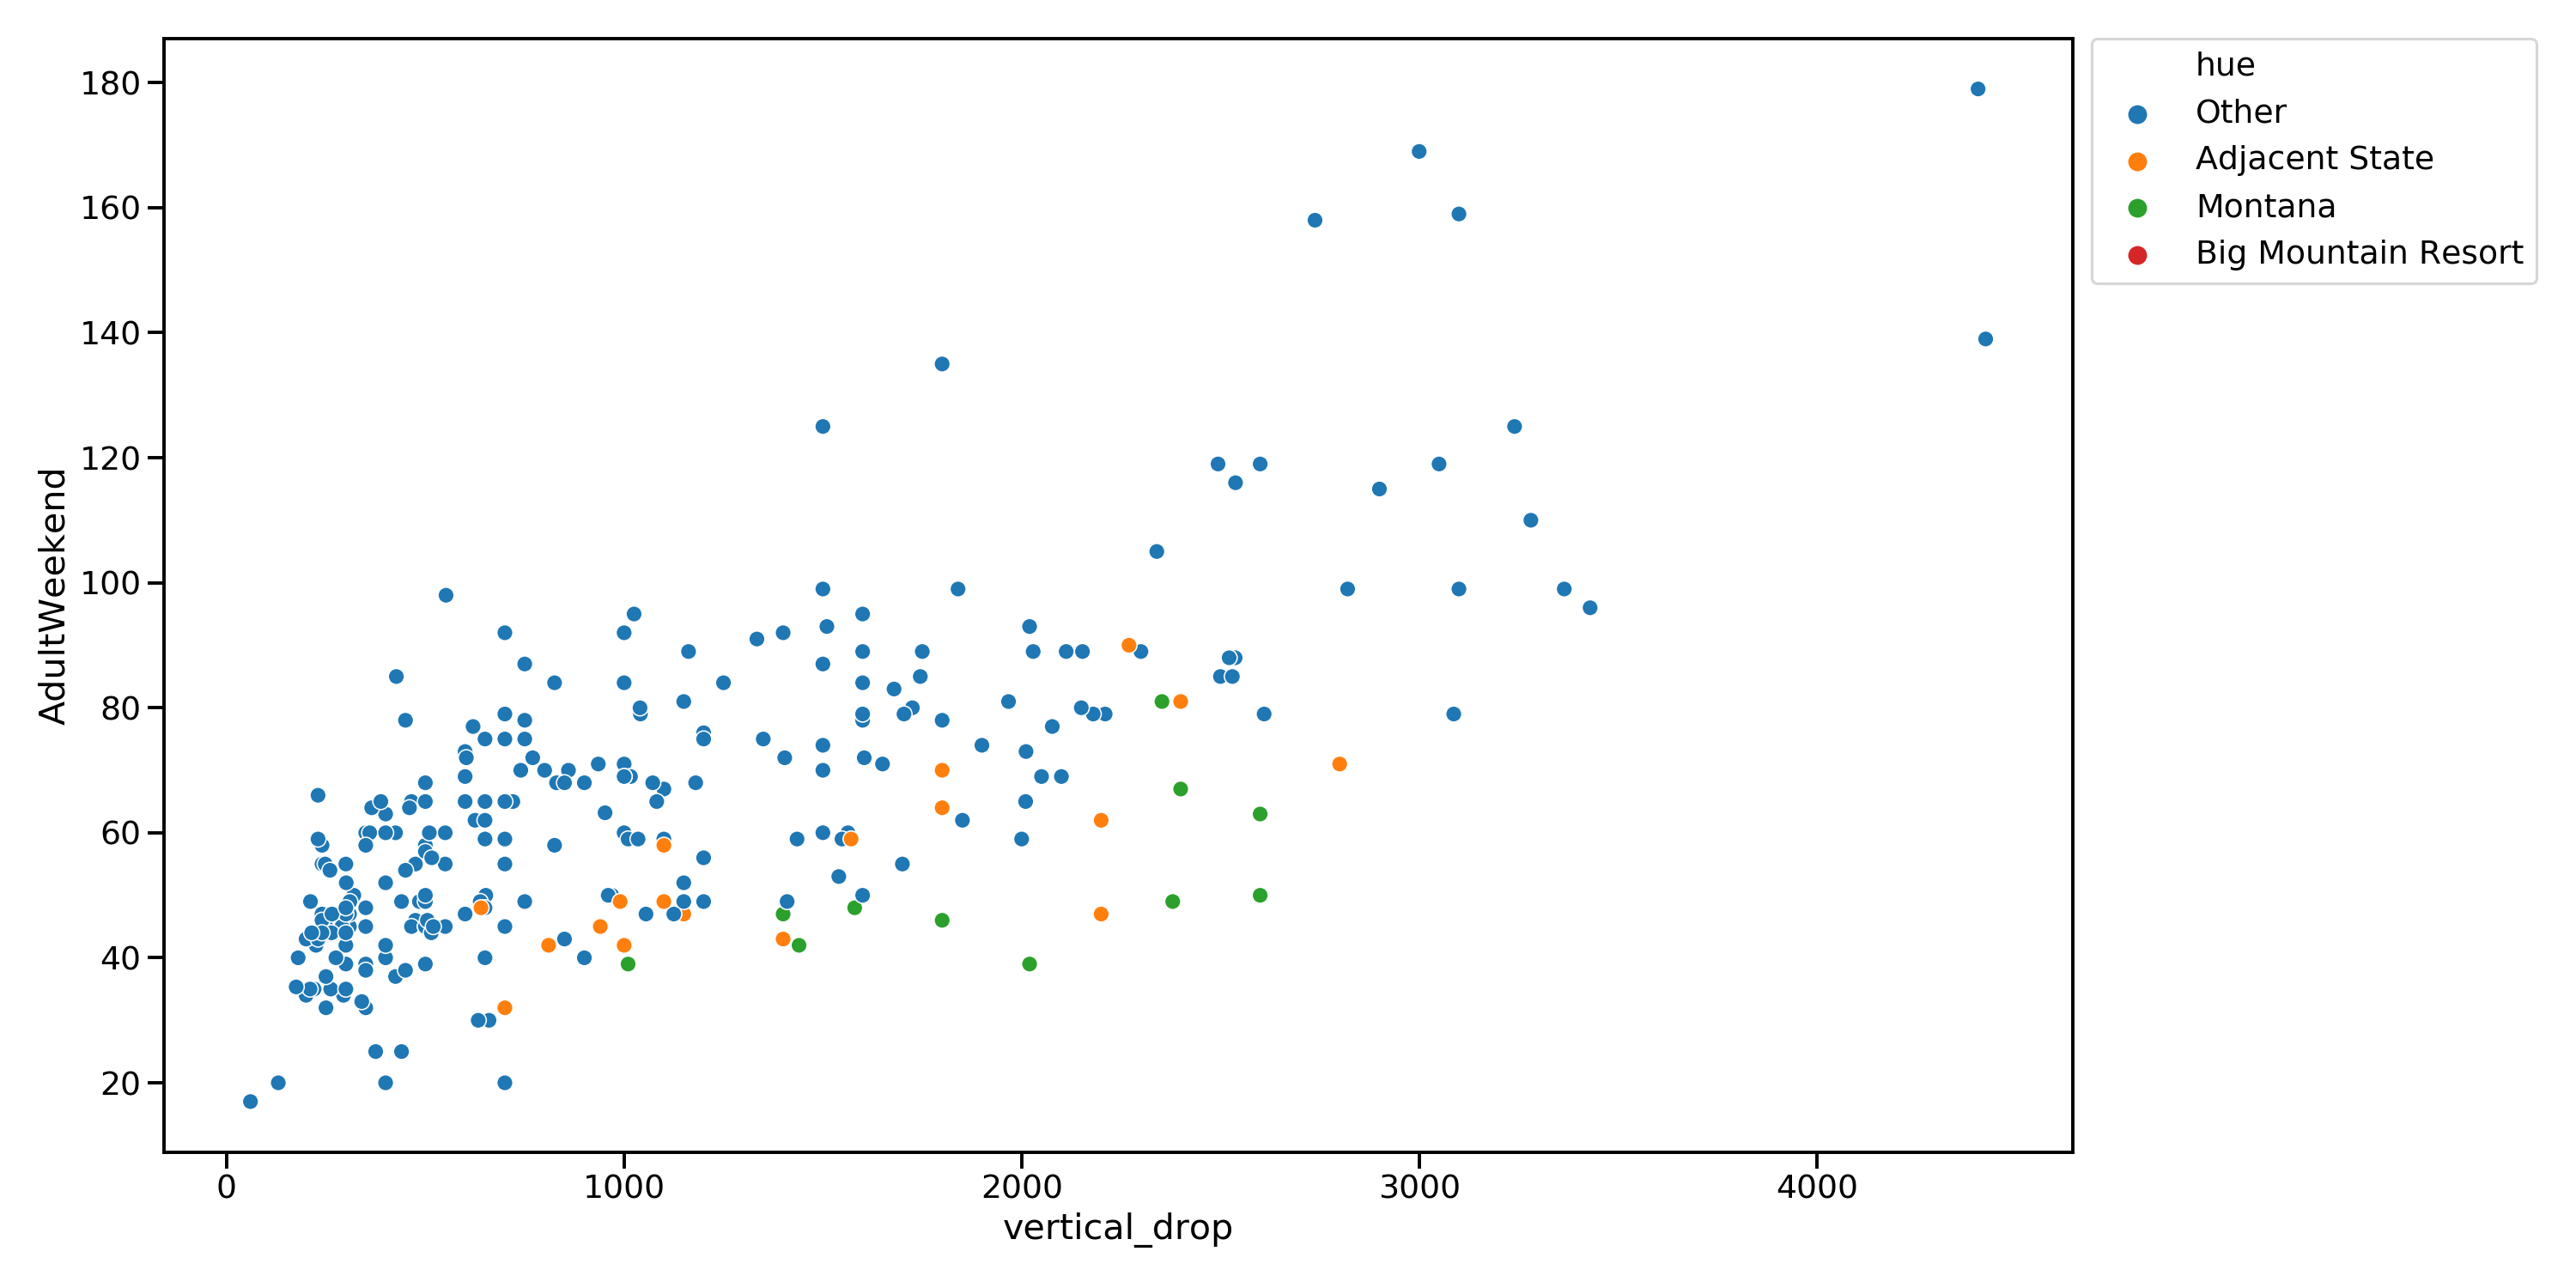 180
160
140
120
100
80
60
40
20
AdultWeekend
0 1000 2000 3000 4000
vertical_drop
hue
Other
Adjacent State
Montana
Big Mountain Resort